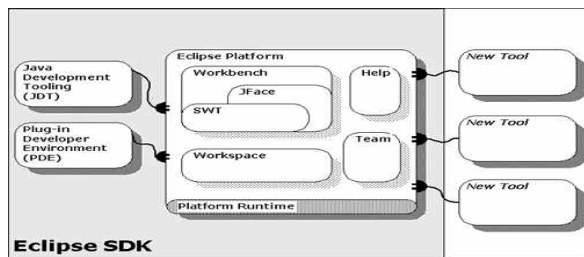 Java
Development
Tooling
(JDT)
Plug-in
Developer
Environment
(PDE)
Eclipse Platform
Workbench
JFace
SWT
Workspace
Help
Team
Platform Runtime
New Tool
New Tool
New Tool
Eclipse SDK